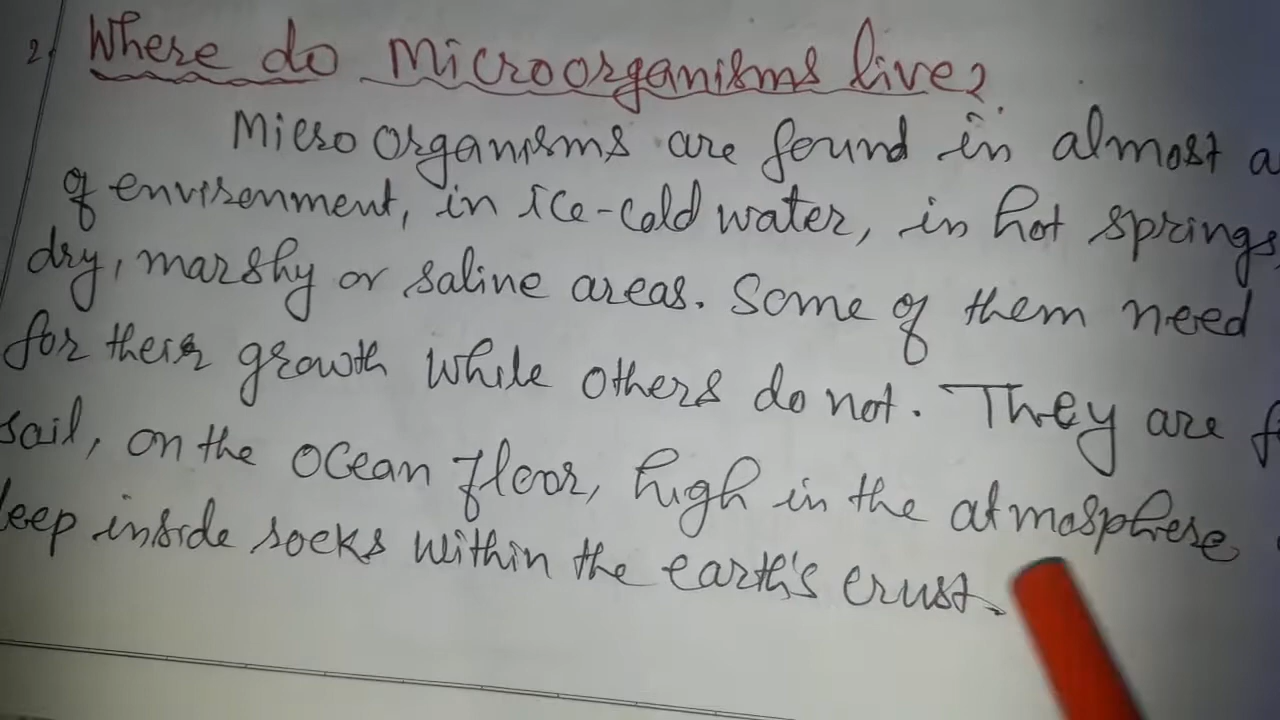 2. Where do Microorganisms live?
Microorganisms are found in almost
of environment, in ice-cold water, in hot springs,
dry, marshy or saline areas. Some of them need
for their growth while others do not. They are
soil, on the ocean floor, high in the atmosphere
deep inside rocks within the earth's crust.